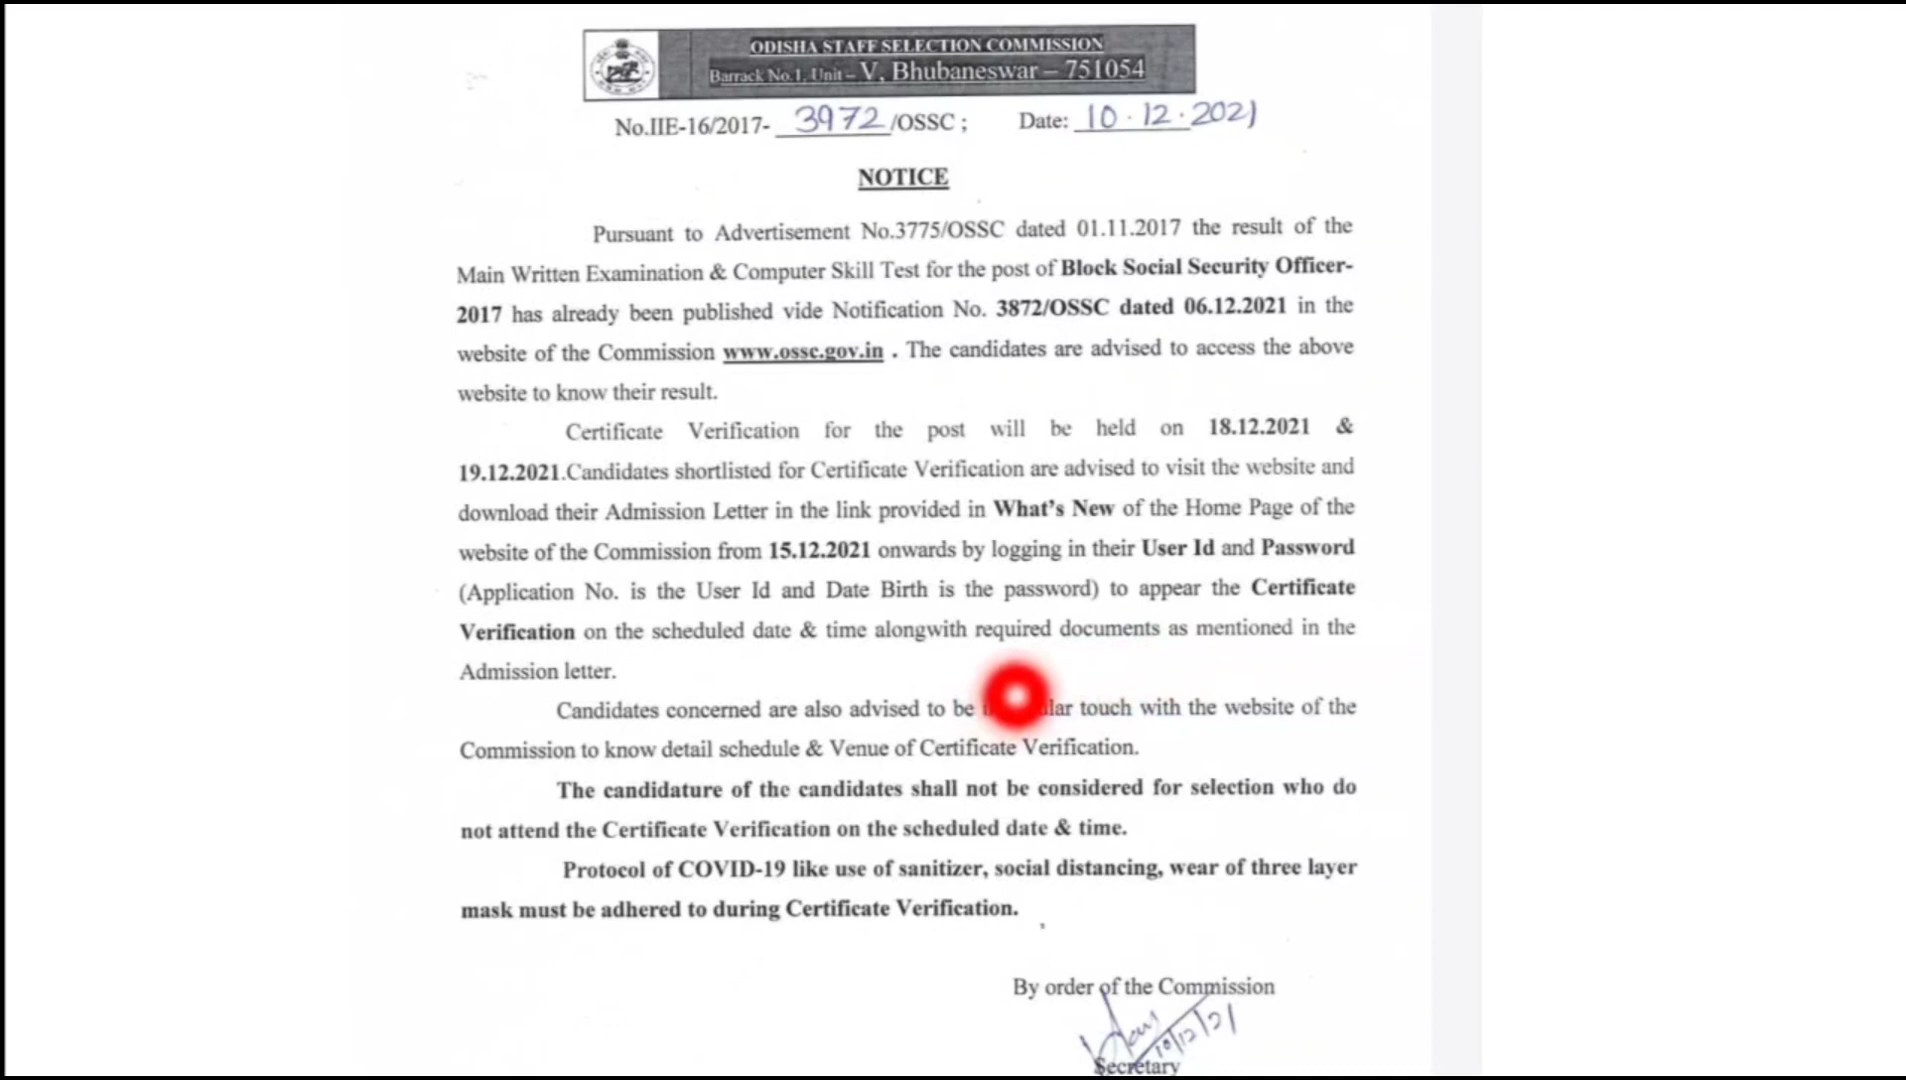 ODISHA STAFF SELECTION COMMISSION
Barrack No.1, Unit – V, Bhubaneswar – 751054
No.IIE-16/2017- 3972 /OSSC ; Date: 10.12.2021
NOTICE
Pursuant to Advertisement No.3775/OSSC dated 01.11.2017 the result of the
Main Written Examination & Computer Skill Test for the post of Block Social Security Officer-
2017 has already been published vide Notification No. 3872/OSSC dated 06.12.2021 in the
website of the Commission www.ossc.gov.in . The candidates are advised to access the above
website to know their result.
Certificate Verification for the post will be held on 18.12.2021 &
19.12.2021.Candidates shortlisted for Certificate Verification are advised to visit the website and
download their Admission Letter in the link provided in What's New of the Home Page of the
website of the Commission from 15.12.2021 onwards by logging in their User Id and Password
(Application No. is the User Id and Date Birth is the password) to appear the Certificate
Verification on the scheduled date & time alongwith required documents as mentioned in the
Admission letter.
Candidates concerned are also advised to be touch with the website of the
Commission to know detail schedule & Venue of Certificate Verification.
The candidature of the candidates shall not be considered for selection who do
not attend the Certificate Verification on the scheduled date & time.
Protocol of COVID-19 like use of sanitizer, social distancing, wear of three layer
mask must be adhered to during Certificate Verification.
By order of the Commission
10/12/21
Secretary